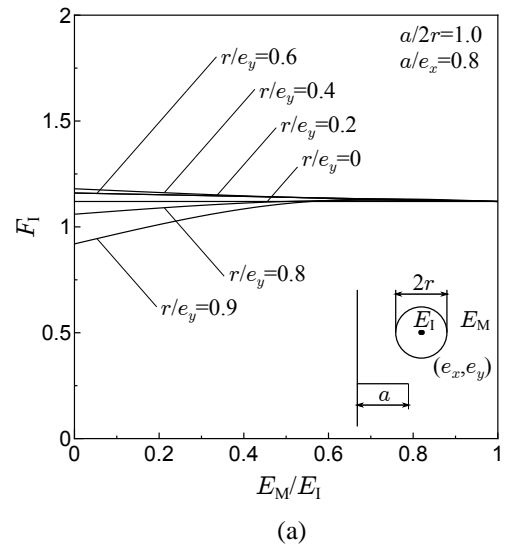 2
a/2r=1.0
a/e_x=0.8
r/e_y=0.6
r/e_y=0.4
1.5
r/e_y=0.2
r/e_y=0
F_I
1
r/e_y=0.8
r/e_y=0.9
2r
0.5
E_I
E_M
(e_x,e_y)
a
0
0 0.2 0.4 0.6 0.8 1
E_M/E_I
(a)